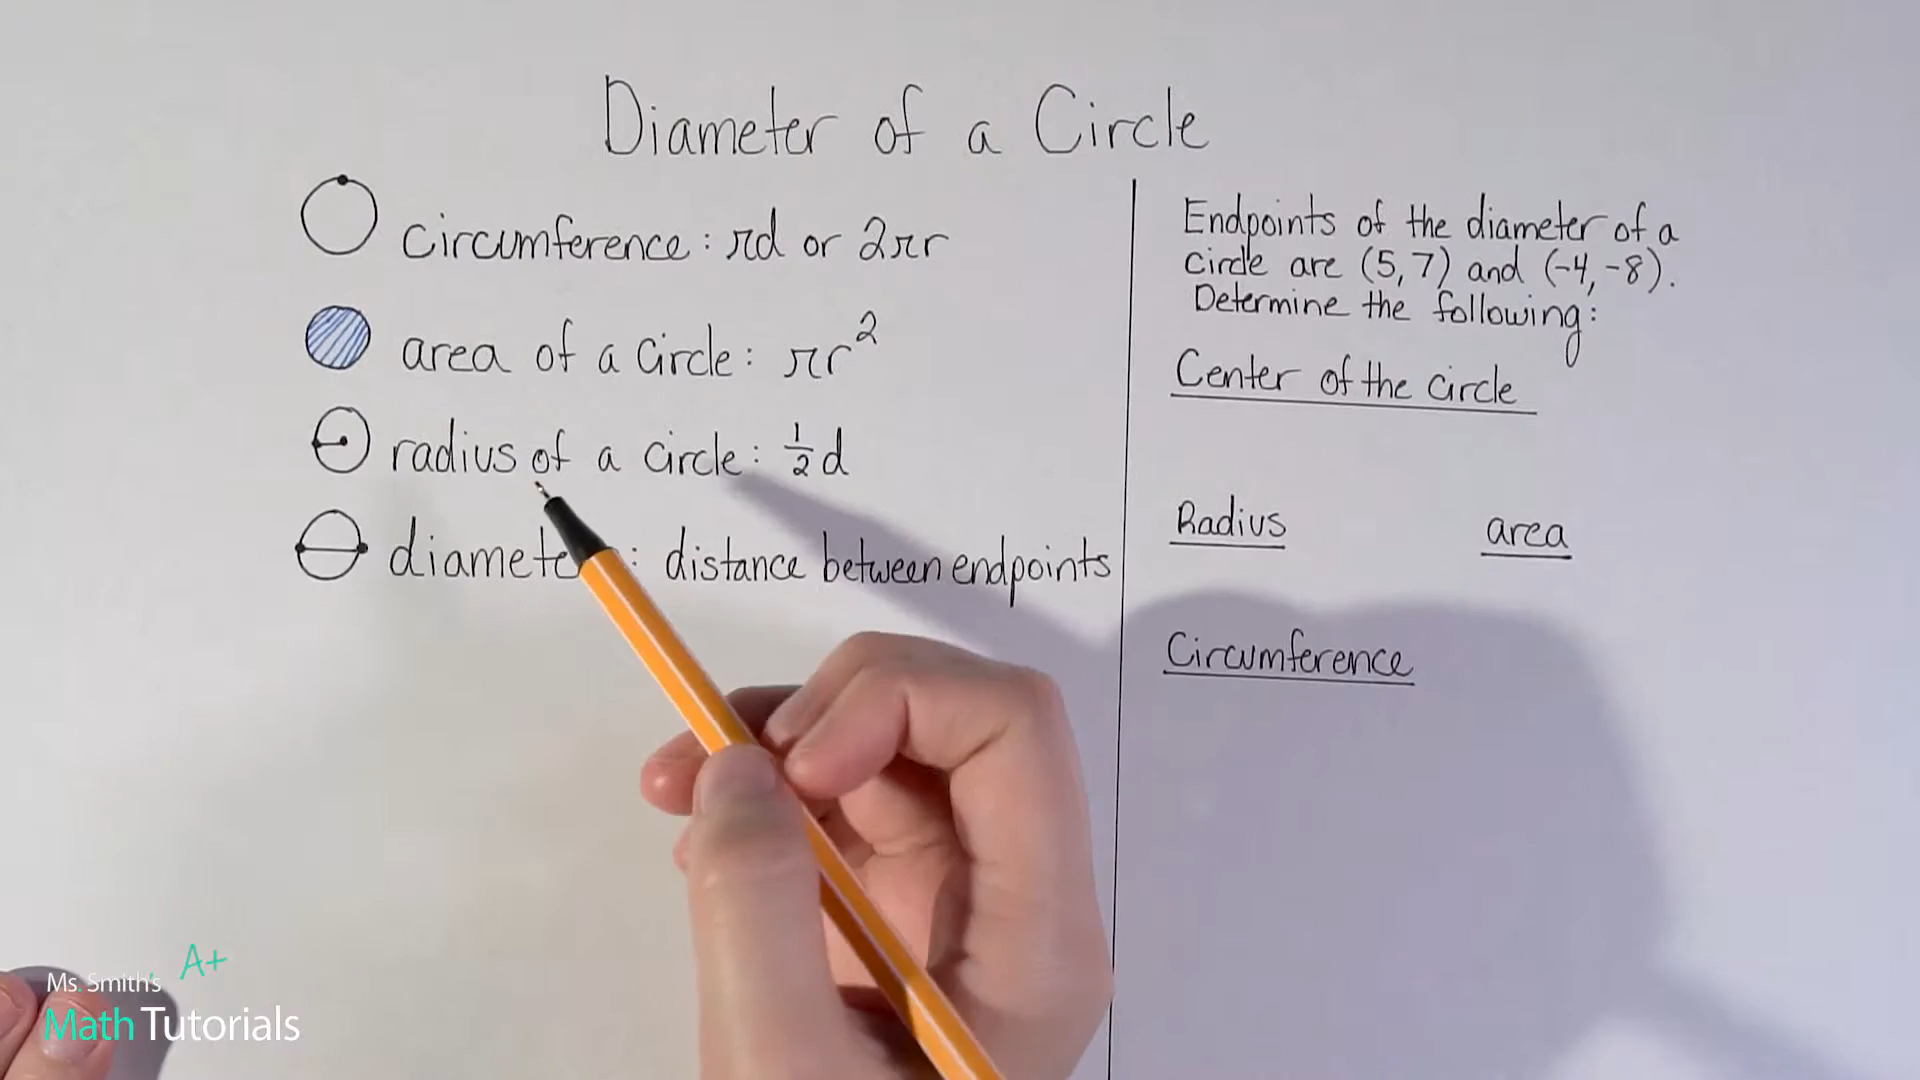 Diameter of a Circle
circumference: πd or 2πr
area of a circle: πr²
radius of a circle: ½d
diameter: distance between endpoints
Endpoints of the diameter of a
circle are (5,7) and (-4,-8).
Determine the following:
Center of the circle
Radius
area
Circumference
Ms. Smith's A+
Math Tutorials